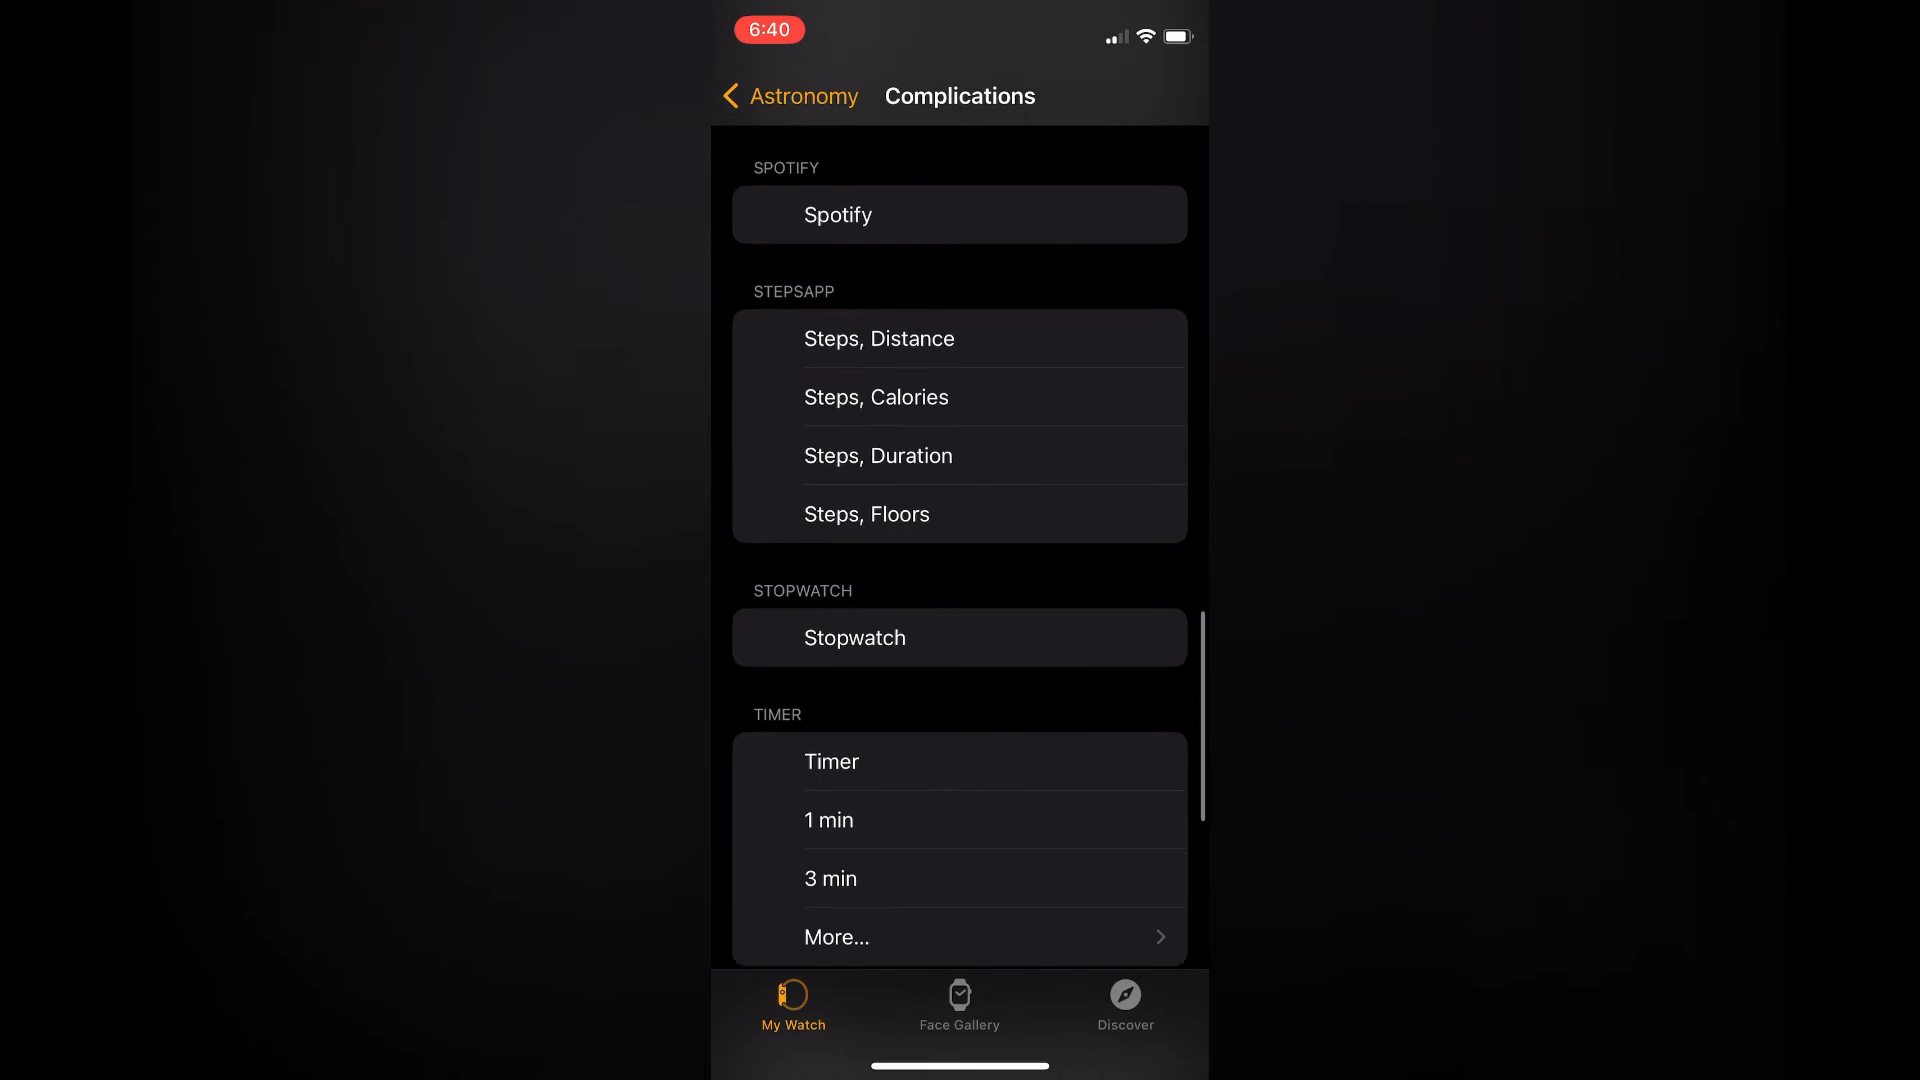 6:40
Astronomy Complications
SPOTIFY
Spotify
STEPSAPP
Steps, Distance
Steps, Calories
Steps, Duration
Steps, Floors
STOPWATCH
Stopwatch
TIMER
Timer
1 min
3 min
More...
My Watch Face Gallery Discover